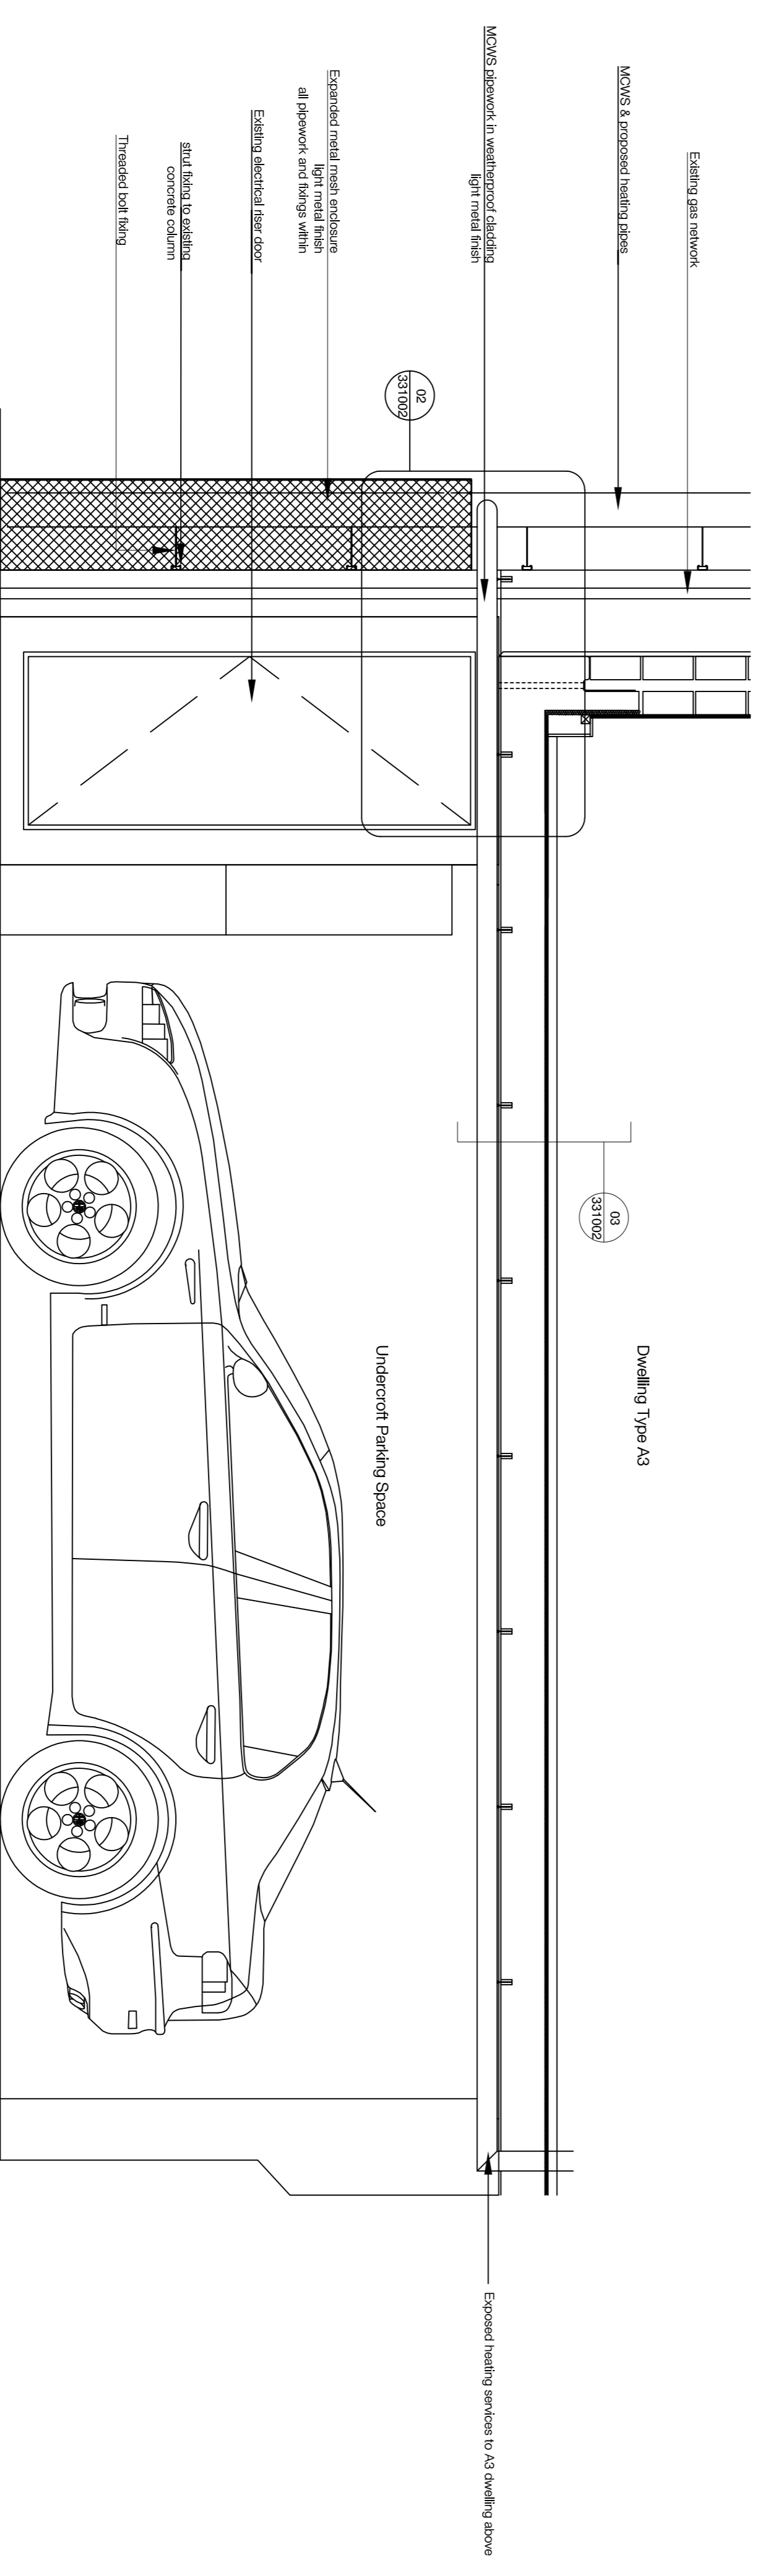 Existing gas network
MCWS & proposed heating pipes
MCWS pipework in weatherproof cladding
light metal finish
Expanded metal mesh enclosure
light metal finish
all pipework and fixings within
Existing electrical riser door
strut fixing to existing
concrete column
Threaded bolt fixing
02
331002
03
331002
Dwelling Type A3
Undercroft Parking Space
Exposed heating services to A3 dwelling above